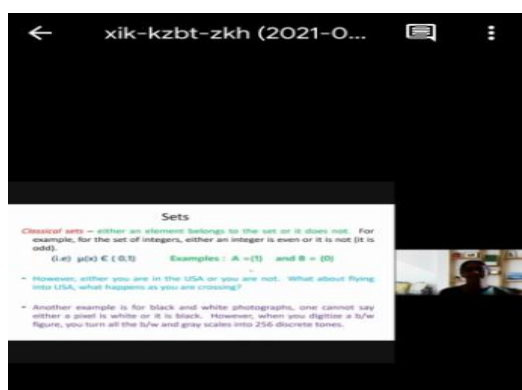 xik-kzbt-zkh (2021-0...
Sets
Classical sets – either an element belongs to the set or it does not. For
example, for the set of integers, either an integer is even or it is not (it is
odd).
(i.e) μ(x) € ( 0,1) Examples : A =(1) and B = (0)
• However, either you are in the USA or you are not. What about flying
into USA, what happens as you are crossing?
• Another example is for black and white photographs, one cannot say
either a pixel is white or it is black. However, when you digitize a b/w
figure, you turn all the b/w and gray scales into 256 discrete tones.